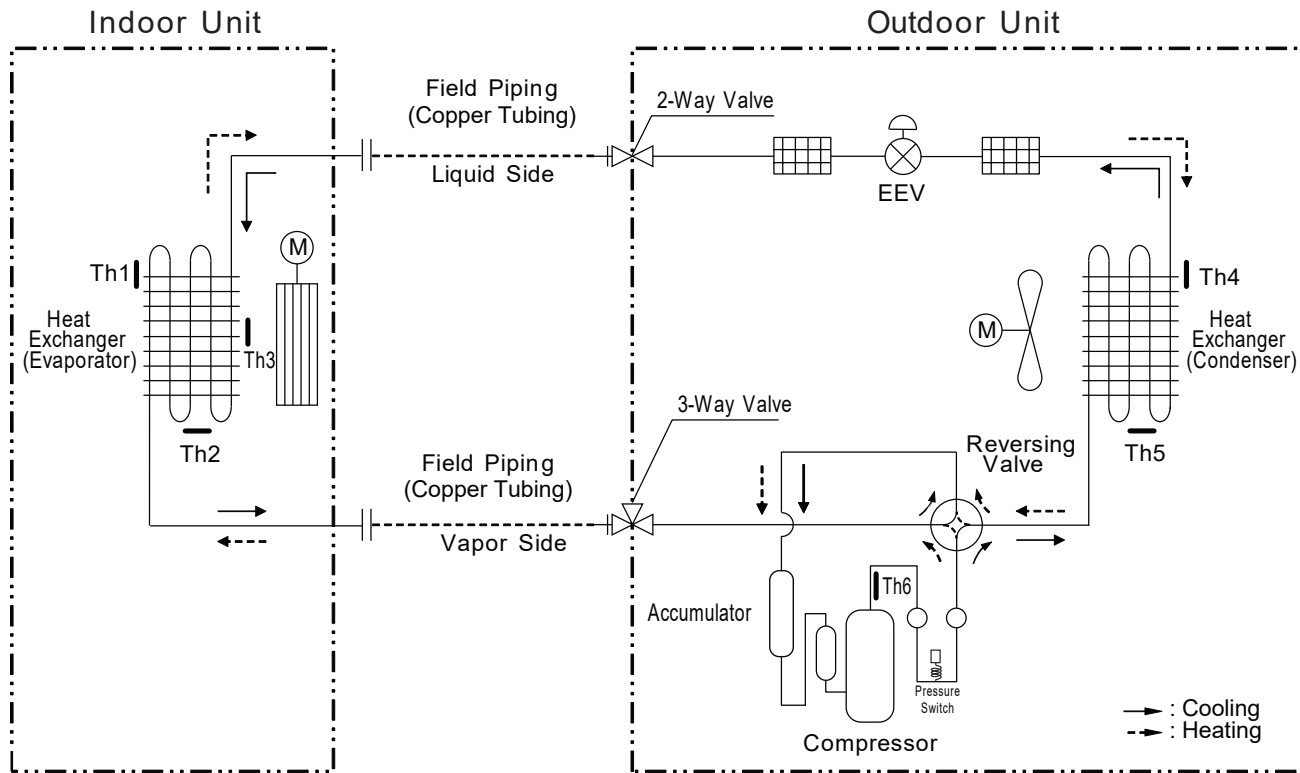 Indoor Unit
Outdoor Unit
Field Piping
(Copper Tubing)
2-Way Valve
Liquid Side
EEV
M
Th1
Th4
Heat
Exchanger
(Evaporator)
Th3
M
Heat
Exchanger
(Condenser)
Th2
3-Way Valve
Th5
Reversing
Valve
Field Piping
(Copper Tubing)
Vapor Side
Th6
Accumulator
Pressure
Switch
Compressor
: Cooling
: Heating